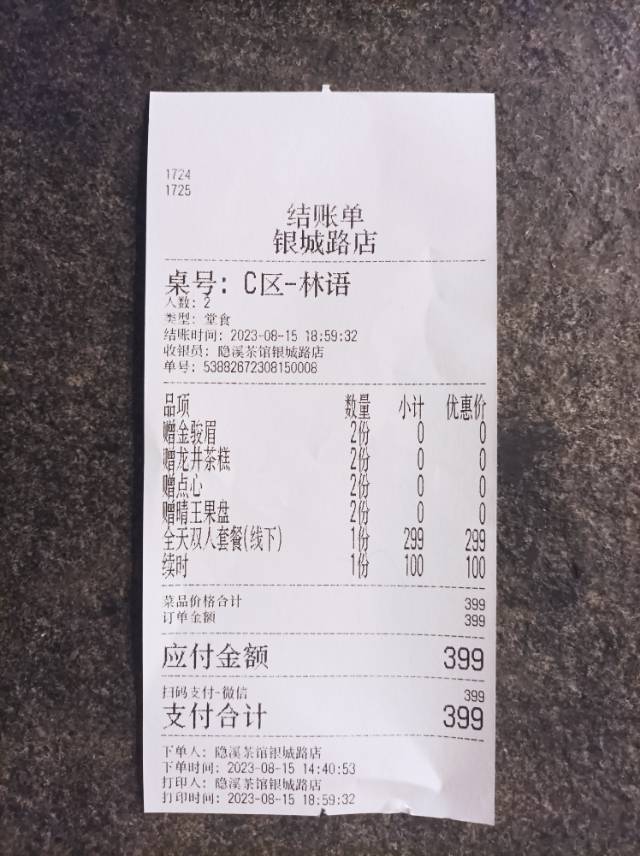 1724
1725
结账单
银城路店
桌号: C区-林语
人数: 2
类型: 堂食
结账时间: 2023-08-15 18:59:32
收银员: 隐溪茶馆银城路店
单号: 53882672308150008
品项 数量 小计 优惠价
赠金骏眉 2份 0 0
赠龙井茶糕 2份 0 0
赠点心 2份 0 0
赠晴王果盘 2份 0 0
全天双人套餐(线下) 1份 299 299
续时 1份 100 100
菜品价格合计 399
订单金额 399
应付金额 399
扫码支付-微信 399
支付合计 399
下单人: 隐溪茶馆银城路店
下单时间: 2023-08-15 14:40:53
打印人: 隐溪茶馆银城路店
打印时间: 2023-08-15 18:59:32